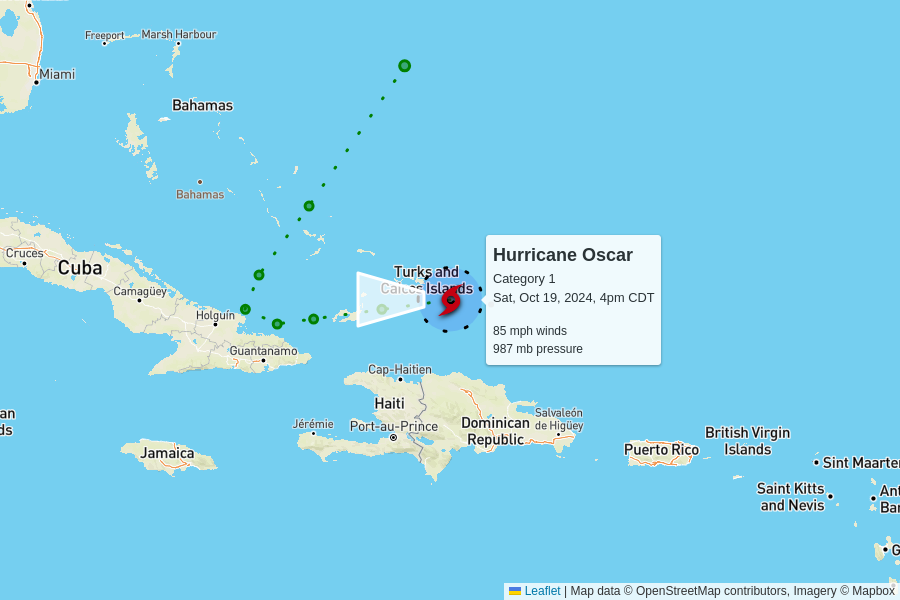 Freeport
Marsh Harbour
Miami
Bahamas
Bahamas
Cruces
Cuba
Camagüey
Holguín
Guantanamo
Turks and
Caicos Islands
Hurricane Oscar
Category 1
Sat, Oct 19, 2024, 4pm CDT
85 mph winds
987 mb pressure
Cap-Haitien
Haiti
Jérémie
Port-au-Prince
Dominican
Republic
Salvaleón
de Higüey
an
ds
Jamaica
Puerto Rico
British Virgin
Islands
Sint Maarten
Saint Kitts
and Nevis
Ant
Bar
G
Leaflet | Map data © OpenStreetMap contributors, Imagery © Mapbox